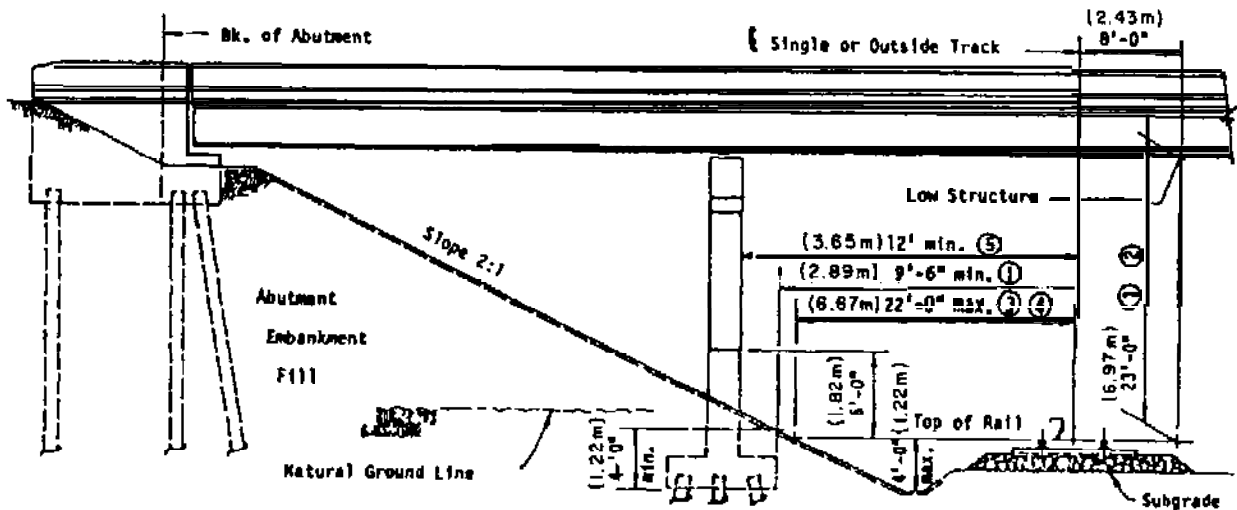 (2.43m)
8'-0"
Bk. of Abutment
Single or Outside Track
Low Structure
Slope 2:1
(3.65m) 12' min. ⑤
(2.89m) 9'-6" min. ①
(6.67m) 22'-0" max. ③ ④
① ②
Abutment
Embankment
Fill
(1.82m)
6'-0"
4'-0" (1.22m)
max.
(6.97m)
23'-0"
Top of Rail
(1.22m)
4'-0"
Min.
Natural Ground Line
Subgrade